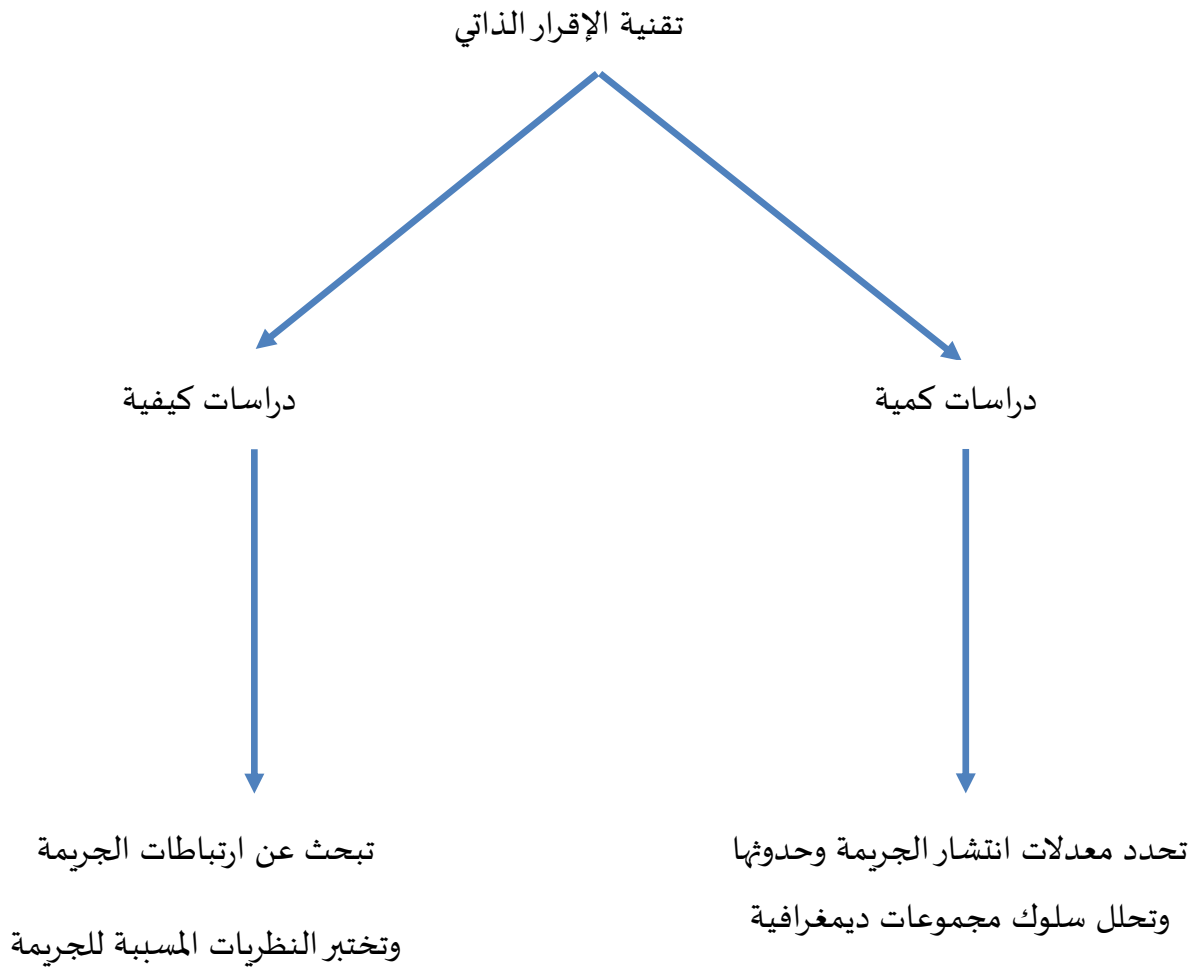 تقنية الإقرار الذاتي
دراسات كمية
دراسات كيفية
تحدد معدلات انتشار الجريمة وحدوثها
وتحلل سلوك مجموعات ديمغرافية
تبحث عن ارتباطات الجريمة
وتختبر النظريات المسببة للجريمة